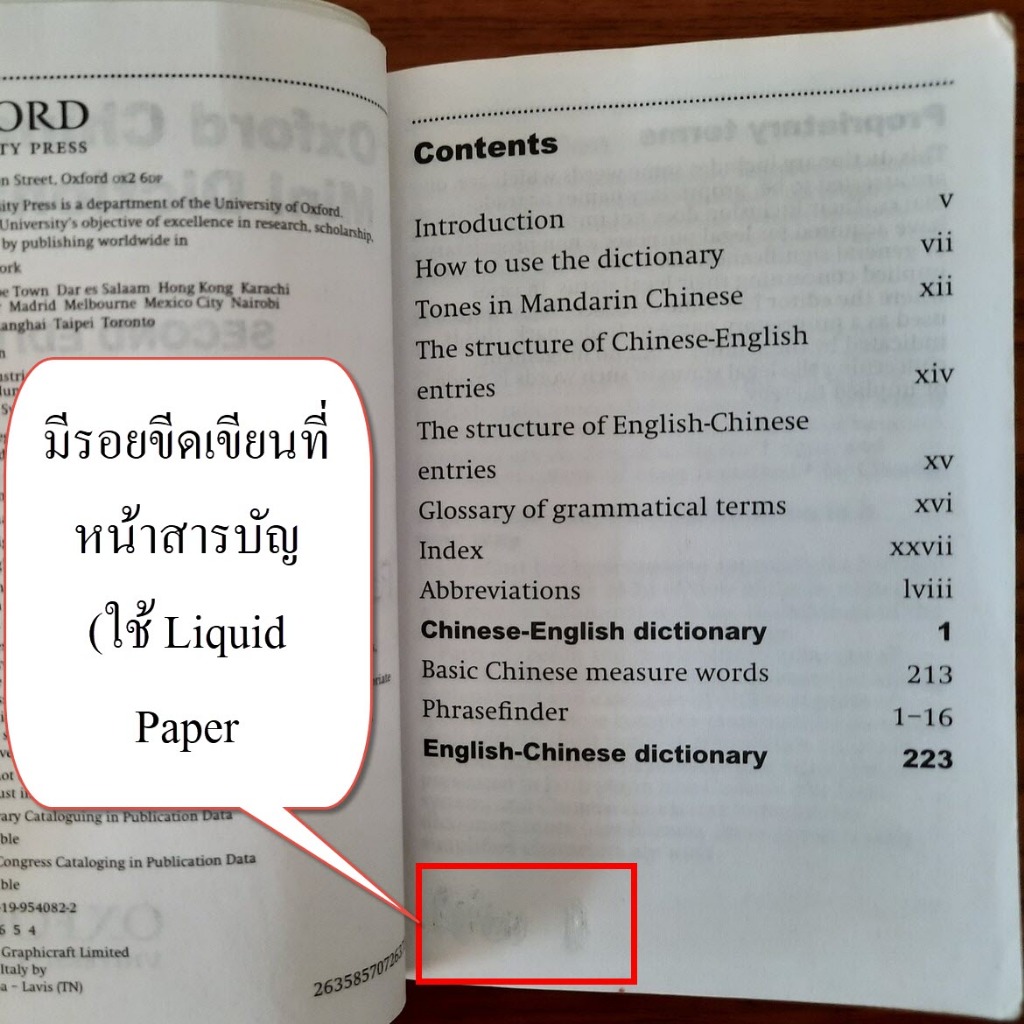 ORD
TY PRESS
n Street, Oxford OX2 6DP
ity Press is a department of the University of Oxford.
University's objective of excellence in research, scholarship,
by publishing worldwide in
ork
e Town Dar es Salaam Hong Kong Karachi
Madrid Melbourne Mexico City Nairobi
anghai Taipei Toronto
มีรอยขีดเขียนที่
หน้าสารบัญ
(ใช้ Liquid
Paper
ary Cataloguing in Publication Data
ble
Congress Cataloging in Publication Data
ble
19-954082-2
6 5 4
Graphicraft Limited
Italy by
a – Lavis (TN)
Contents
Introduction v
How to use the dictionary vii
Tones in Mandarin Chinese xii
The structure of Chinese-English
entries xiv
The structure of English-Chinese
entries xv
Glossary of grammatical terms xvi
Index xxvii
Abbreviations lviii
Chinese-English dictionary 1
Basic Chinese measure words 213
Phrasefinder 1–16
English-Chinese dictionary 223